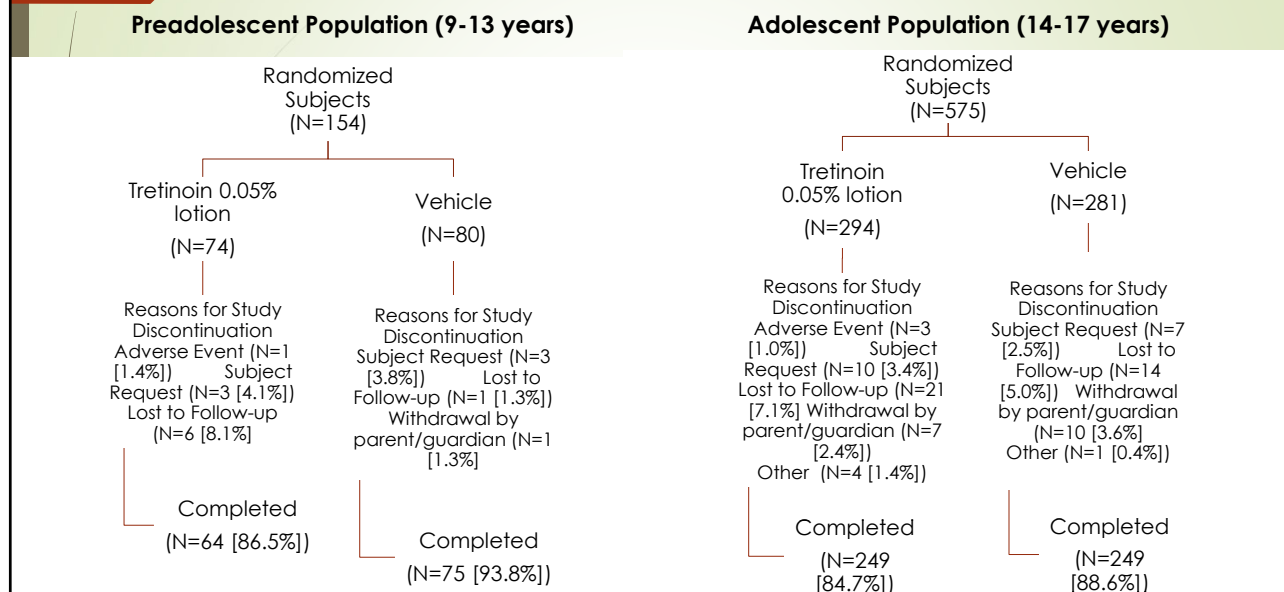 Preadolescent Population (9-13 years)
Randomized
Subjects
(N=154)
Tretinoin 0.05%
lotion
(N=74)
Vehicle
(N=80)
Reasons for Study
Discontinuation
Adverse Event (N=1
[1.4%]) Subject
Request (N=3 [4.1%])
Lost to Follow-up
(N=6 [8.1%]
Reasons for Study
Discontinuation
Subject Request (N=3
[3.8%]) Lost to
Follow-up (N=1 [1.3%])
Withdrawal by
parent/guardian (N=1
[1.3%]
Completed
(N=64 [86.5%])
Completed
(N=75 [93.8%])
Adolescent Population (14-17 years)
Randomized
Subjects
(N=575)
Tretinoin
0.05% lotion
(N=294)
Vehicle
(N=281)
Reasons for Study
Discontinuation
Adverse Event (N=3
[1.0%]) Subject
Request (N=10 [3.4%)
Lost to Follow-up (N=21
[7.1%] Withdrawal by
parent/guardian (N=7
[2.4%])
Other (N=4 [1.4%])
Reasons for Study
Discontinuation
Subject Request (N=7
[2.5%]) Lost to
Follow-up (N=14
[5.0%) Withdrawal
by parent/guardian
(N=10 [3.6%]
Other (N=1 [0.4%])
Completed
(N=249
[84.7%])
Completed
(N=249
[88.6%])